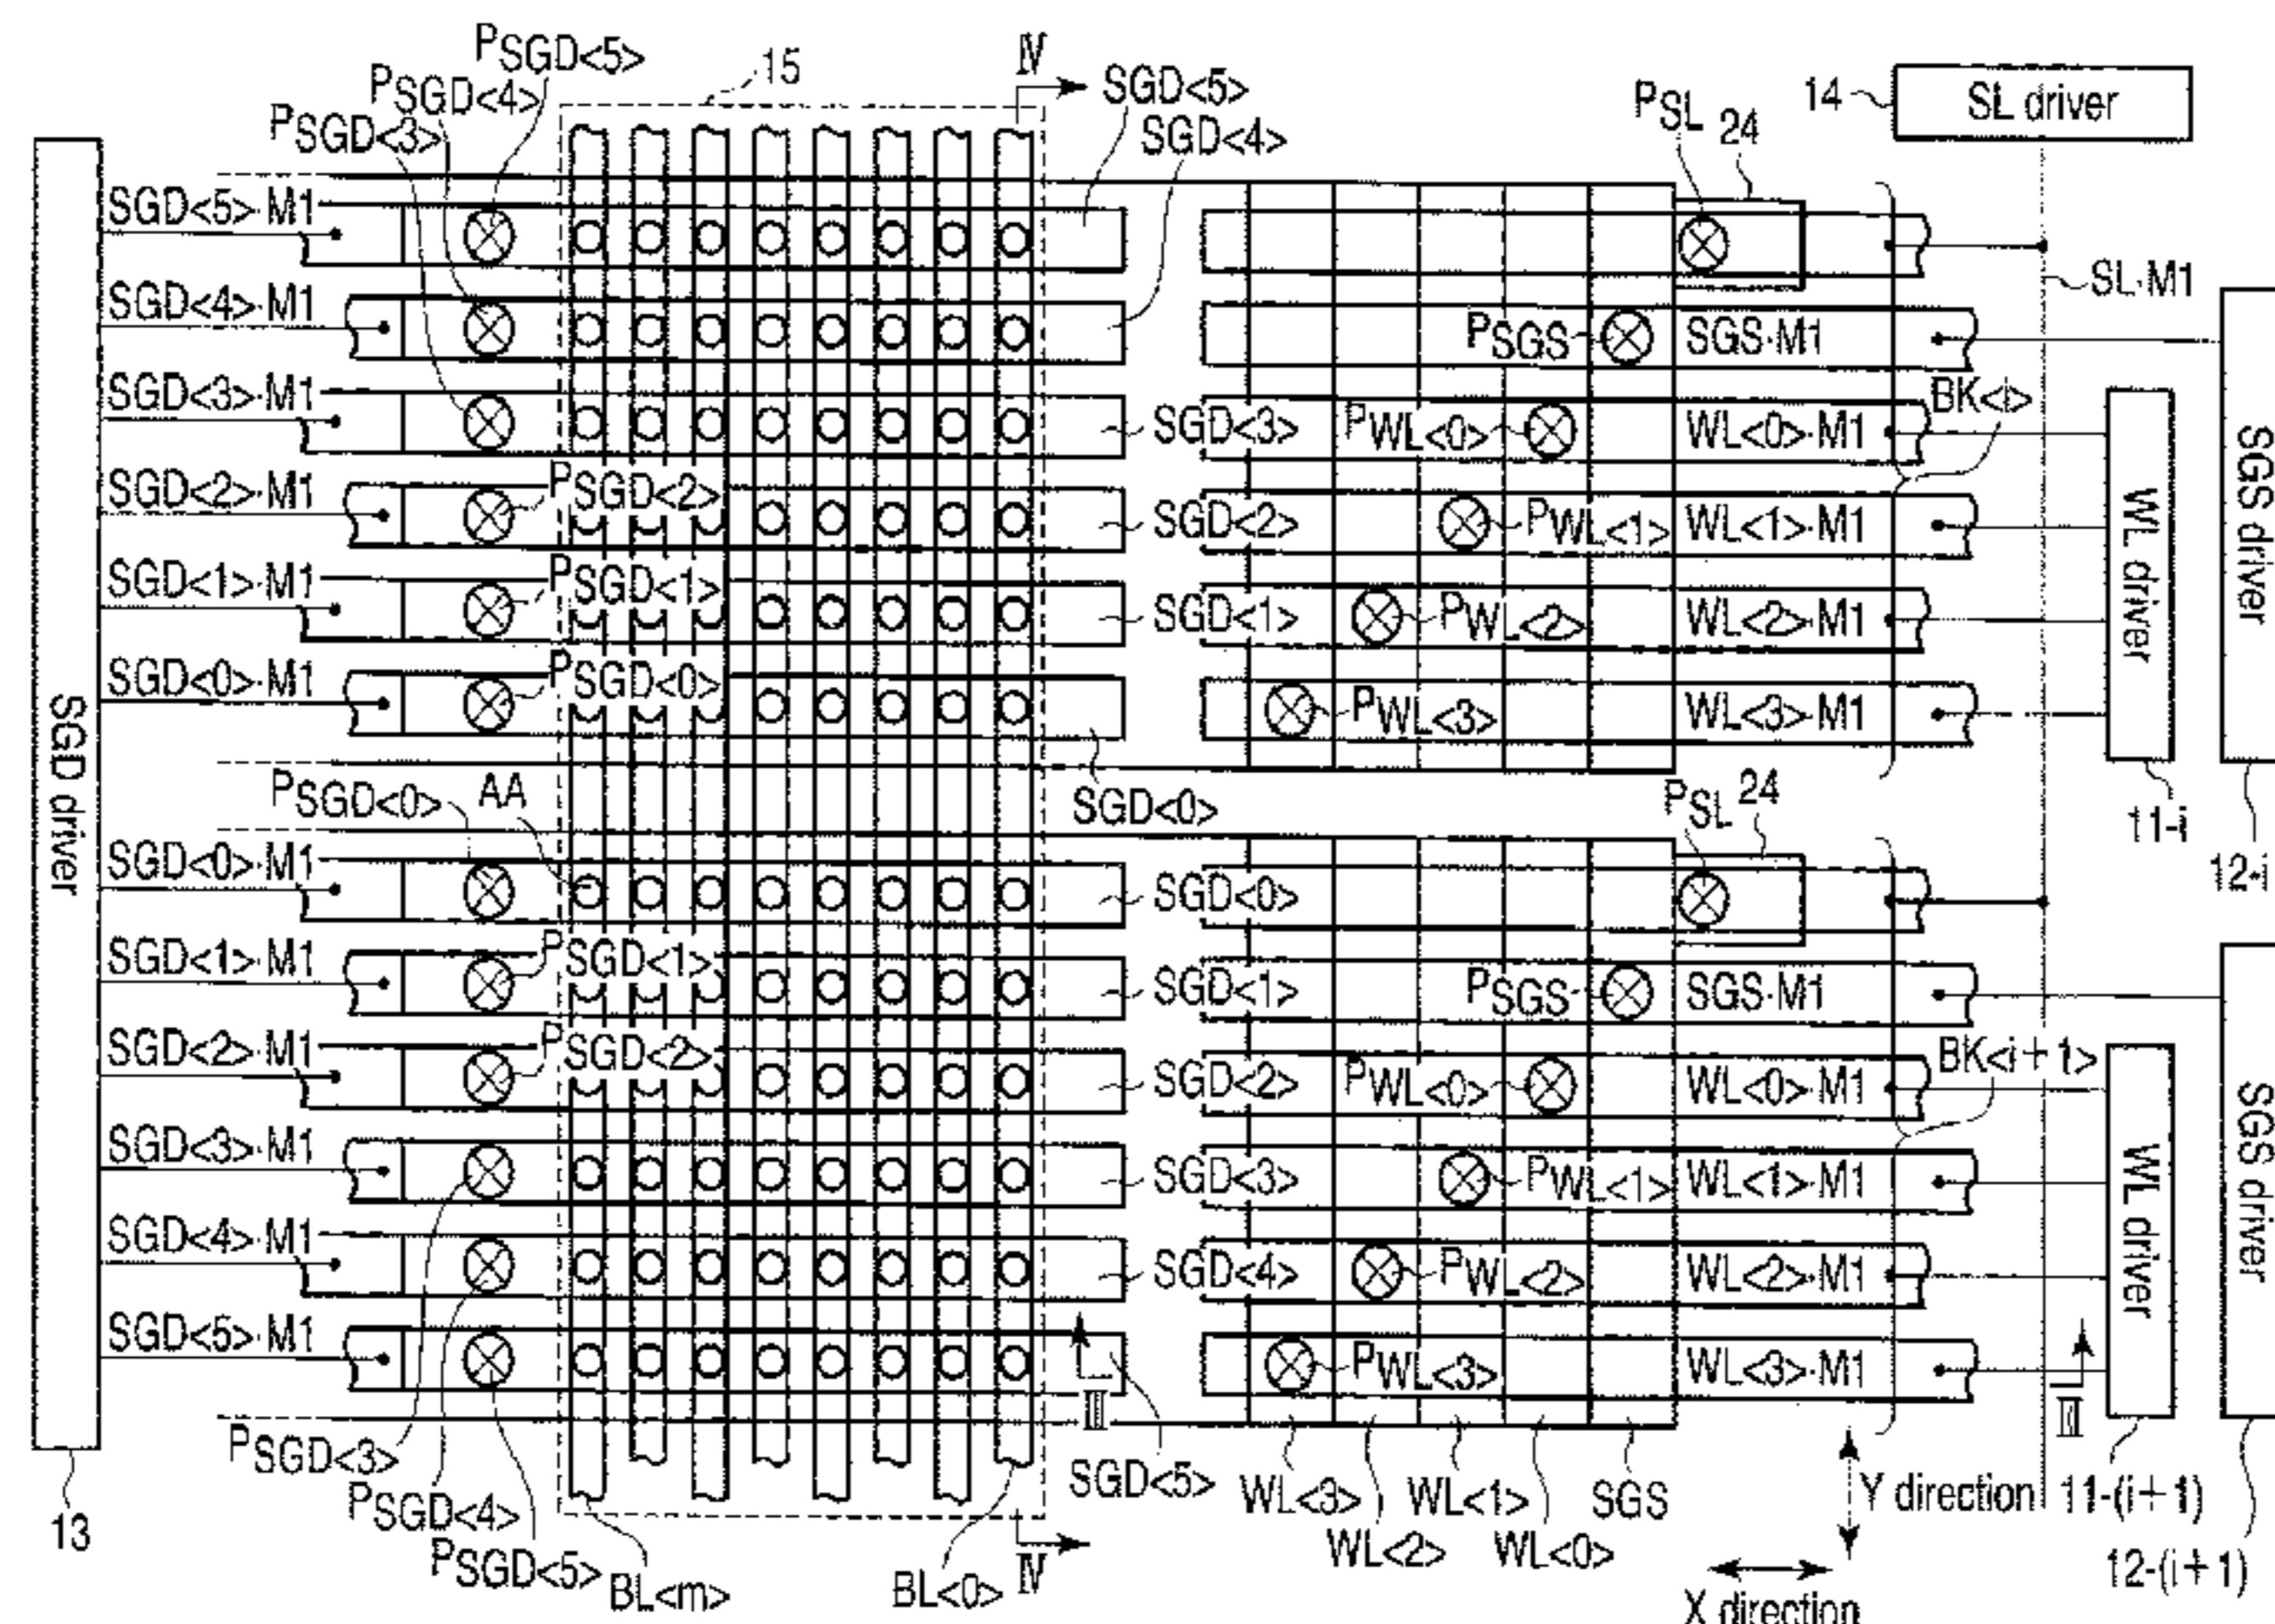 PSGD<5>
PSGD<4>
PSGD<3>
15
IV
SGD<5>
SGD<4>
PSL
24
14
SL driver
SGD<5>·M1
SGD<4>·M1
PSGS
SGS·M1
SL·M1
SGD<3>·M1
SGD<3>
PWL<0>
WL<0>·M1
BK<i>
SGD<2>·M1
PSGD<2>
SGD<2>
PWL<1>
WL<1>·M1
WL driver
SGS driver
SGD<1>·M1
PSGD<1>
SGD<1>
PWL<2>
WL<2>·M1
SGD<0>·M1
PSGD<0>
PWL<3>
WL<3>·M1
SGD driver
PSGD<0>
AA
SGD<0>
PSL
24
11-i
12-i
SGD<0>·M1
SGD<0>
SGD<1>·M1
PSGD<1>
SGD<1>
PSGS
SGS·M1
SGD<2>·M1
PSGD<2>
SGD<2>
PWL<0>
WL<0>·M1
BK<i+1>
SGD<3>·M1
SGD<3>
PWL<1>
WL<1>·M1
WL driver
SGS driver
SGD<4>·M1
SGD<4>
PWL<2>
WL<2>·M1
SGD<5>·M1
III
PWL<3>
WL<3>·M1
III
13
PSGD<3>
PSGD<4>
PSGD<5>
BL<m>
BL<0>
IV
SGD<5>
WL<3>
WL<2>
WL<1>
WL<0>
SGS
Y direction
X direction
11-(i+1)
12-(i+1)